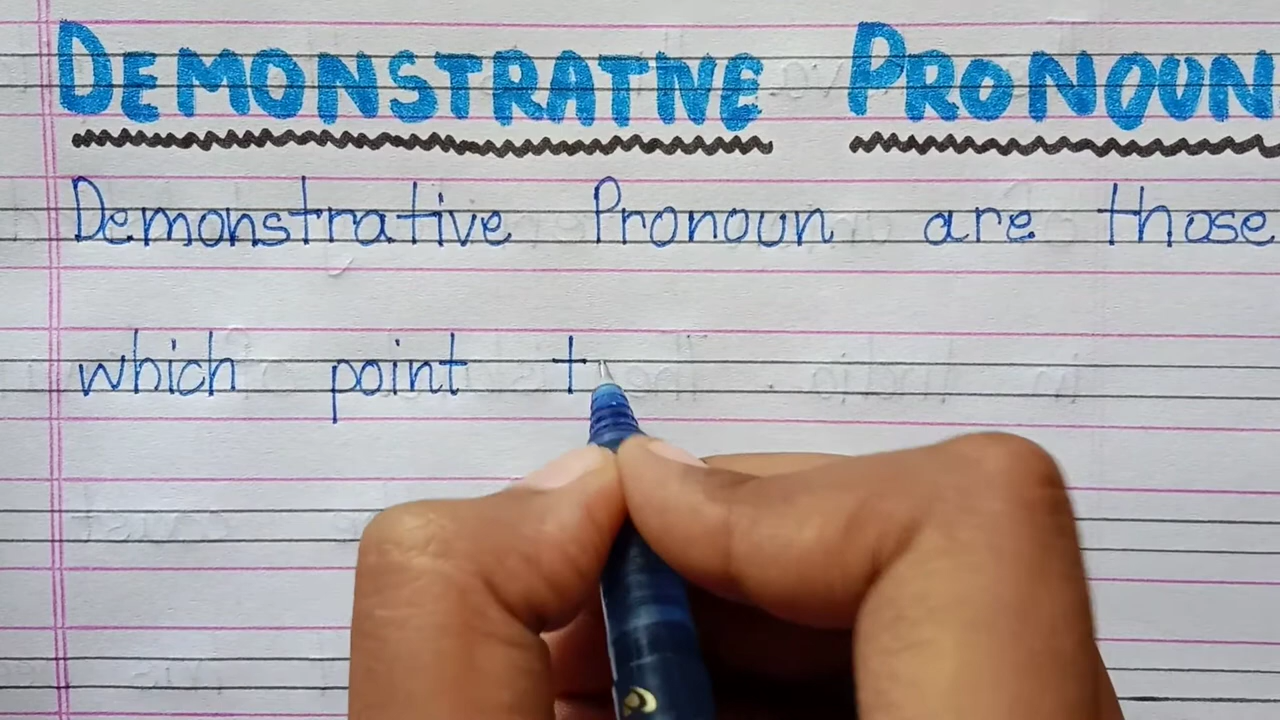 DEMONSTRATIVE PRONOUN
Demonstrative Pronoun are those
which point t